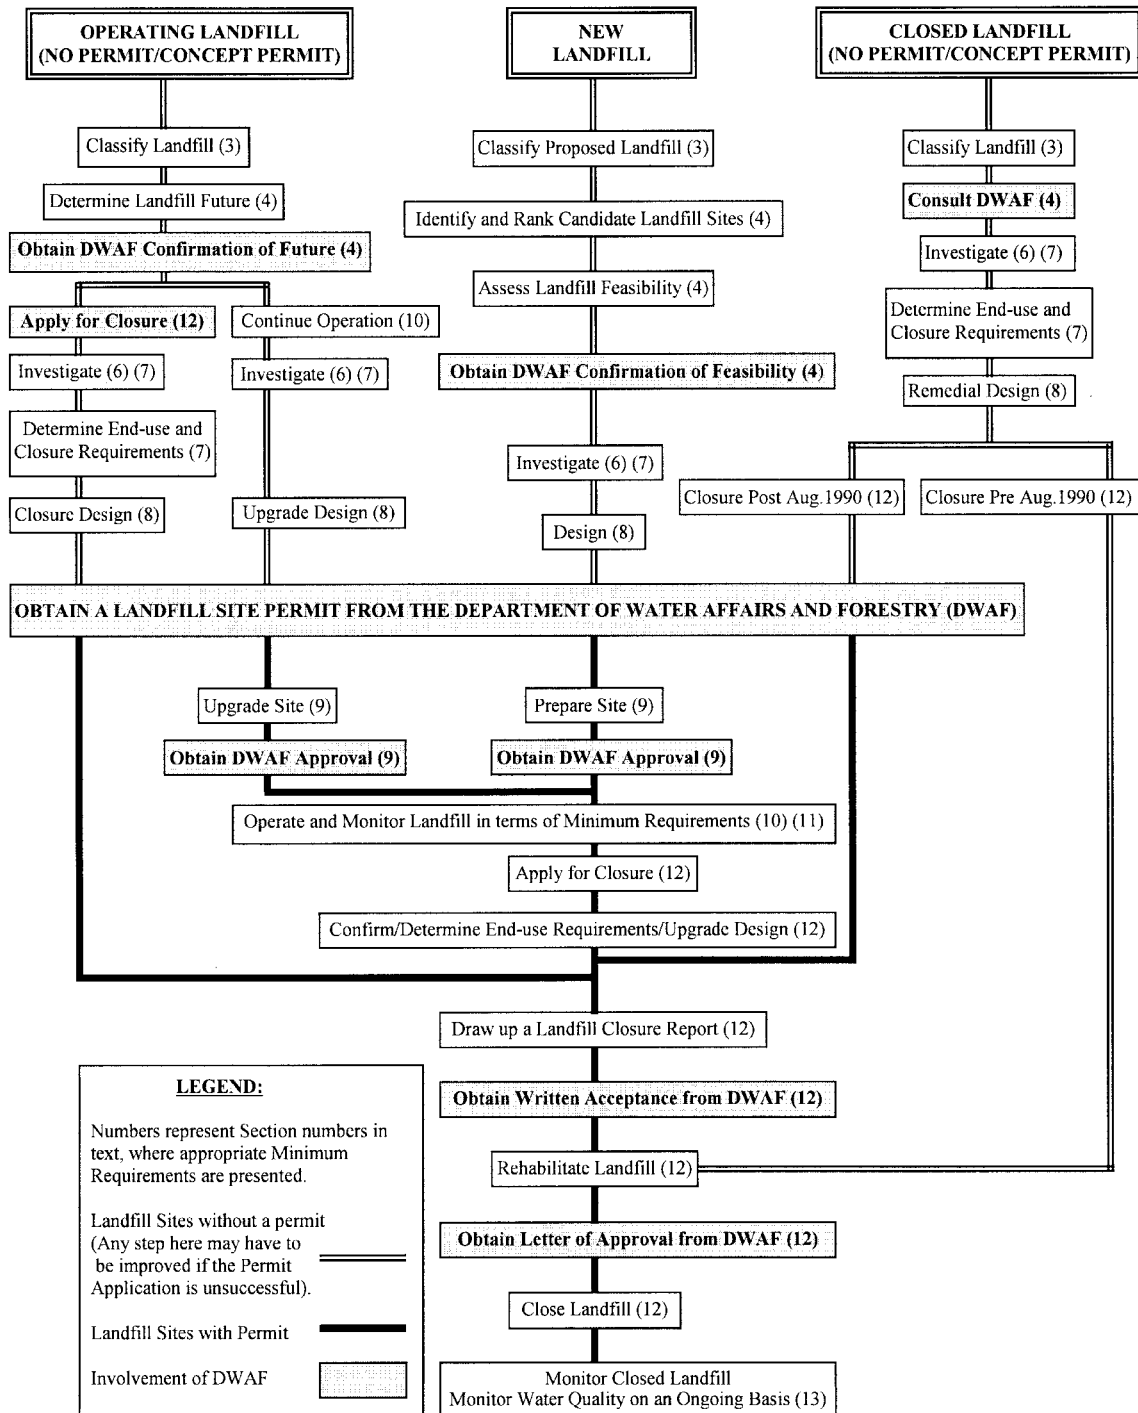 OPERATING LANDFILL
(NO PERMIT/CONCEPT PERMIT)
NEW
LANDFILL
CLOSED LANDFILL
(NO PERMIT/CONCEPT PERMIT)
Classify Landfill (3)
Classify Proposed Landfill (3)
Classify Landfill (3)
Determine Landfill Future (4)
Identify and Rank Candidate Landfill Sites (4)
Consult DWAF (4)
Obtain DWAF Confirmation of Future (4)
Investigate (6) (7)
Assess Landfill Feasibility (4)
Apply for Closure (12)
Continue Operation (10)
Determine End-use and
Closure Requirements (7)
Investigate (6) (7)
Investigate (6) (7)
Obtain DWAF Confirmation of Feasibility (4)
Remedial Design (8)
Determine End-use and
Closure Requirements (7)
Investigate (6) (7)
Closure Post Aug.1990 (12)
Closure Pre Aug.1990 (12)
Closure Design (8)
Upgrade Design (8)
Design (8)
OBTAIN A LANDFILL SITE PERMIT FROM THE DEPARTMENT OF WATER AFFAIRS AND FORESTRY (DWAF)
Upgrade Site (9)
Prepare Site (9)
Obtain DWAF Approval (9)
Obtain DWAF Approval (9)
Operate and Monitor Landfill in terms of Minimum Requirements (10) (11)
Apply for Closure (12)
Confirm/Determine End-use Requirements/Upgrade Design (12)
Draw up a Landfill Closure Report (12)
Obtain Written Acceptance from DWAF (12)
Rehabilitate Landfill (12)
Obtain Letter of Approval from DWAF (12)
Close Landfill (12)
Monitor Closed Landfill
Monitor Water Quality on an Ongoing Basis (13)
LEGEND:
Numbers represent Section numbers in
text, where appropriate Minimum
Requirements are presented.
Landfill Sites without a permit
(Any step here may have to
be improved if the Permit
Application is unsuccessful).
Landfill Sites with Permit
Involvement of DWAF